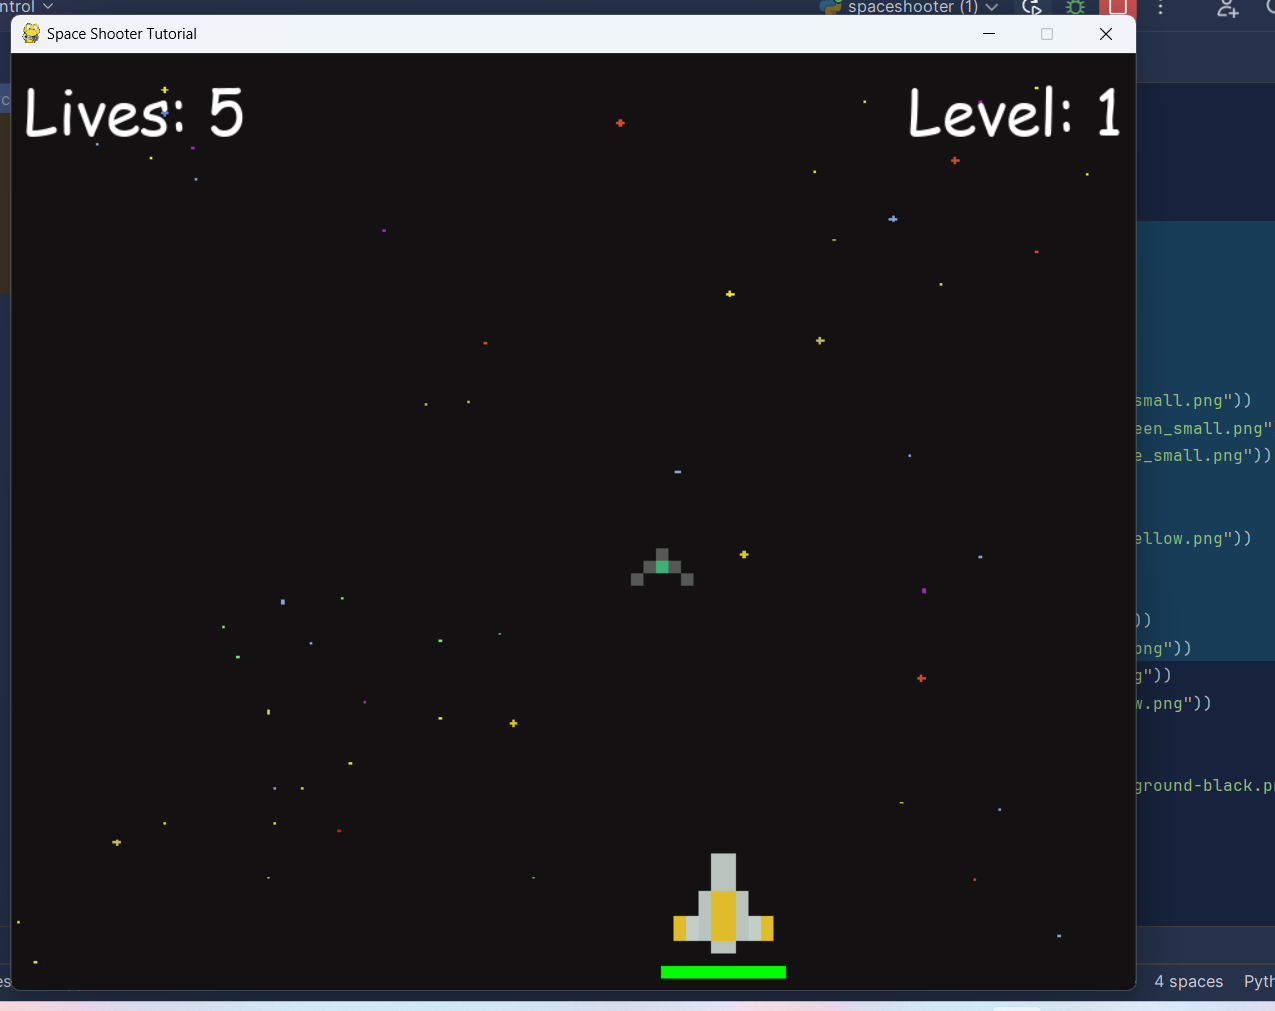 ntrol
spaceshooter (1)
Space Shooter Tutorial
Lives: 5
Level: 1
small.png"))
een_small.png"
e_small.png"))
ellow.png"))
))
png"))
g"))
w.png"))
ground-black.p
4 spaces
Pyth